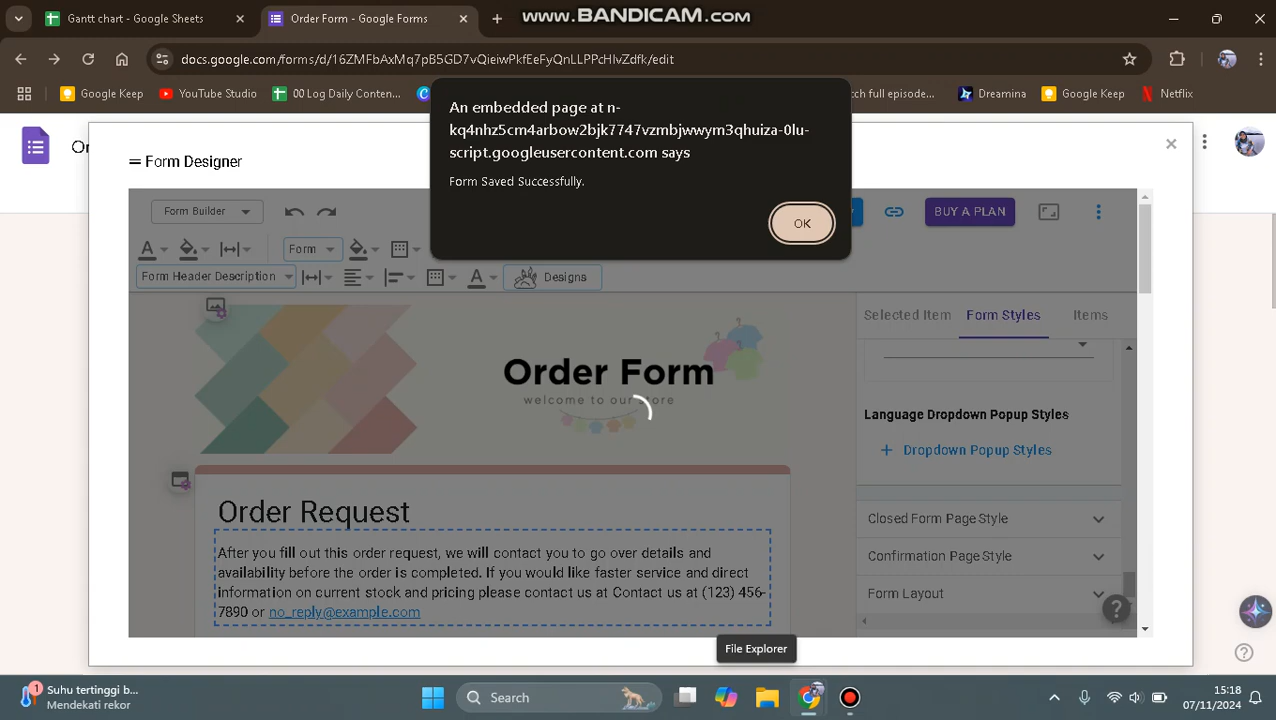 www.BANDICAM.com
Gantt chart - Google Sheets
Order Form - Google Forms
docs.google.com/forms/d/16ZMFbAxMq7pB5GD7vQieiwPkfEeFyQnLLPPcHIvZdfk/edit
Google Keep
YouTube Studio
00 Log Daily Conten...
atch full episode...
Dreamina
Google Keep
Netflix
An embedded page at n-
kq4nhz5cm4arbow2bjk7747vzmbjwwym3qhuiza-0lu-
script.googleusercontent.com says
Form Saved Successfully.
OK
Form Designer
Form Builder
BUY A PLAN
Form
Form Header Description
Designs
Selected Item
Form Styles
Items
Order Form
welcome to our store
Language Dropdown Popup Styles
+ Dropdown Popup Styles
Order Request
After you fill out this order request, we will contact you to go over details and
availability before the order is completed. If you would like faster service and direct
information on current stock and pricing please contact us at Contact us at (123) 456-
7890 or no_reply@example.com
Closed Form Page Style
Confirmation Page Style
Form Layout
File Explorer
1
Suhu tertinggi b...
Mendekati rekor
Search
15:18
07/11/2024